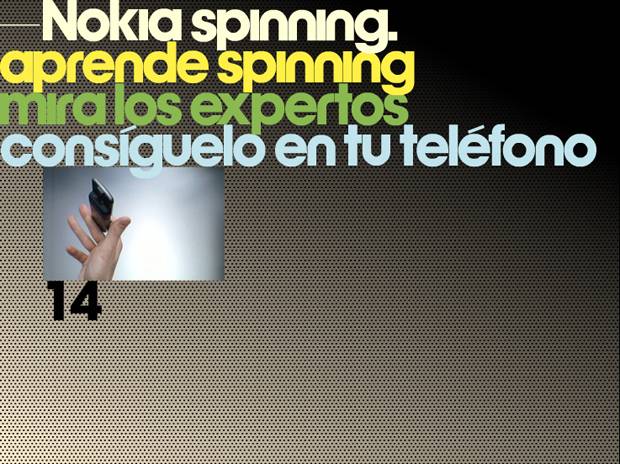 Nokia spinning.
aprende spinning
mira los expertos
consíguelo en tu teléfono
14